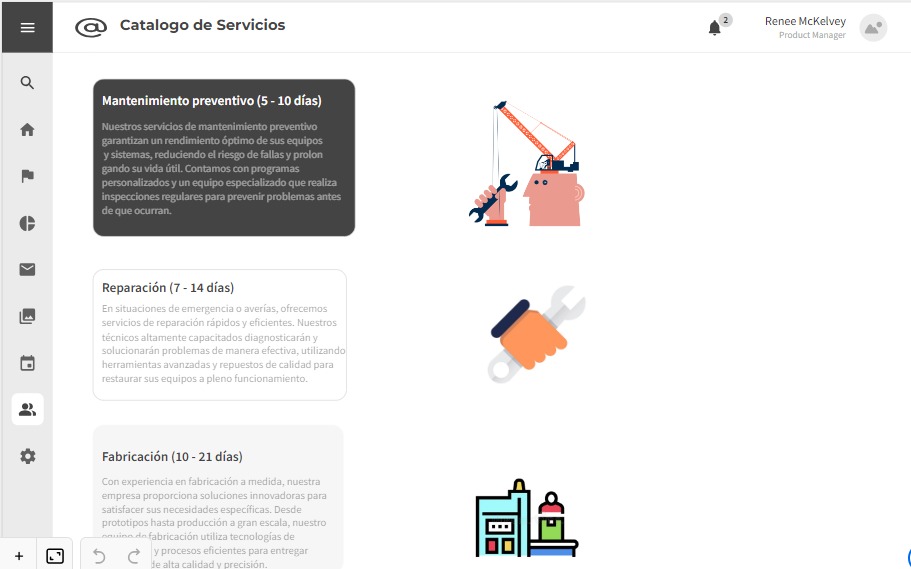 @ Catalogo de Servicios
2
Renee McKelvey
Product Manager
Mantenimiento preventivo (5 - 10 días)
Nuestros servicios de mantenimiento preventivo
garantizan un rendimiento óptimo de sus equipos
y sistemas, reduciendo el riesgo de fallas y prolon
gando su vida útil. Contamos con programas
personalizados y un equipo especializado que realiza
inspecciones regulares para prevenir problemas antes
de que ocurran.
Reparación (7 - 14 días)
En situaciones de emergencia o averías, ofrecemos
servicios de reparación rápidos y eficientes. Nuestros
técnicos altamente capacitados diagnosticarán y
solucionarán problemas de manera efectiva, utilizando
herramientas avanzadas y repuestos de calidad para
restaurar sus equipos a pleno funcionamiento.
Fabricación (10 - 21 días)
Con experiencia en fabricación a medida, nuestra
empresa proporciona soluciones innovadoras para
satisfacer sus necesidades específicas. Desde
prototipos hasta producción a gran escala, nuestro
equipo de fabricación utiliza tecnologías de
y procesos eficientes para entregar
de alta calidad y precisión.